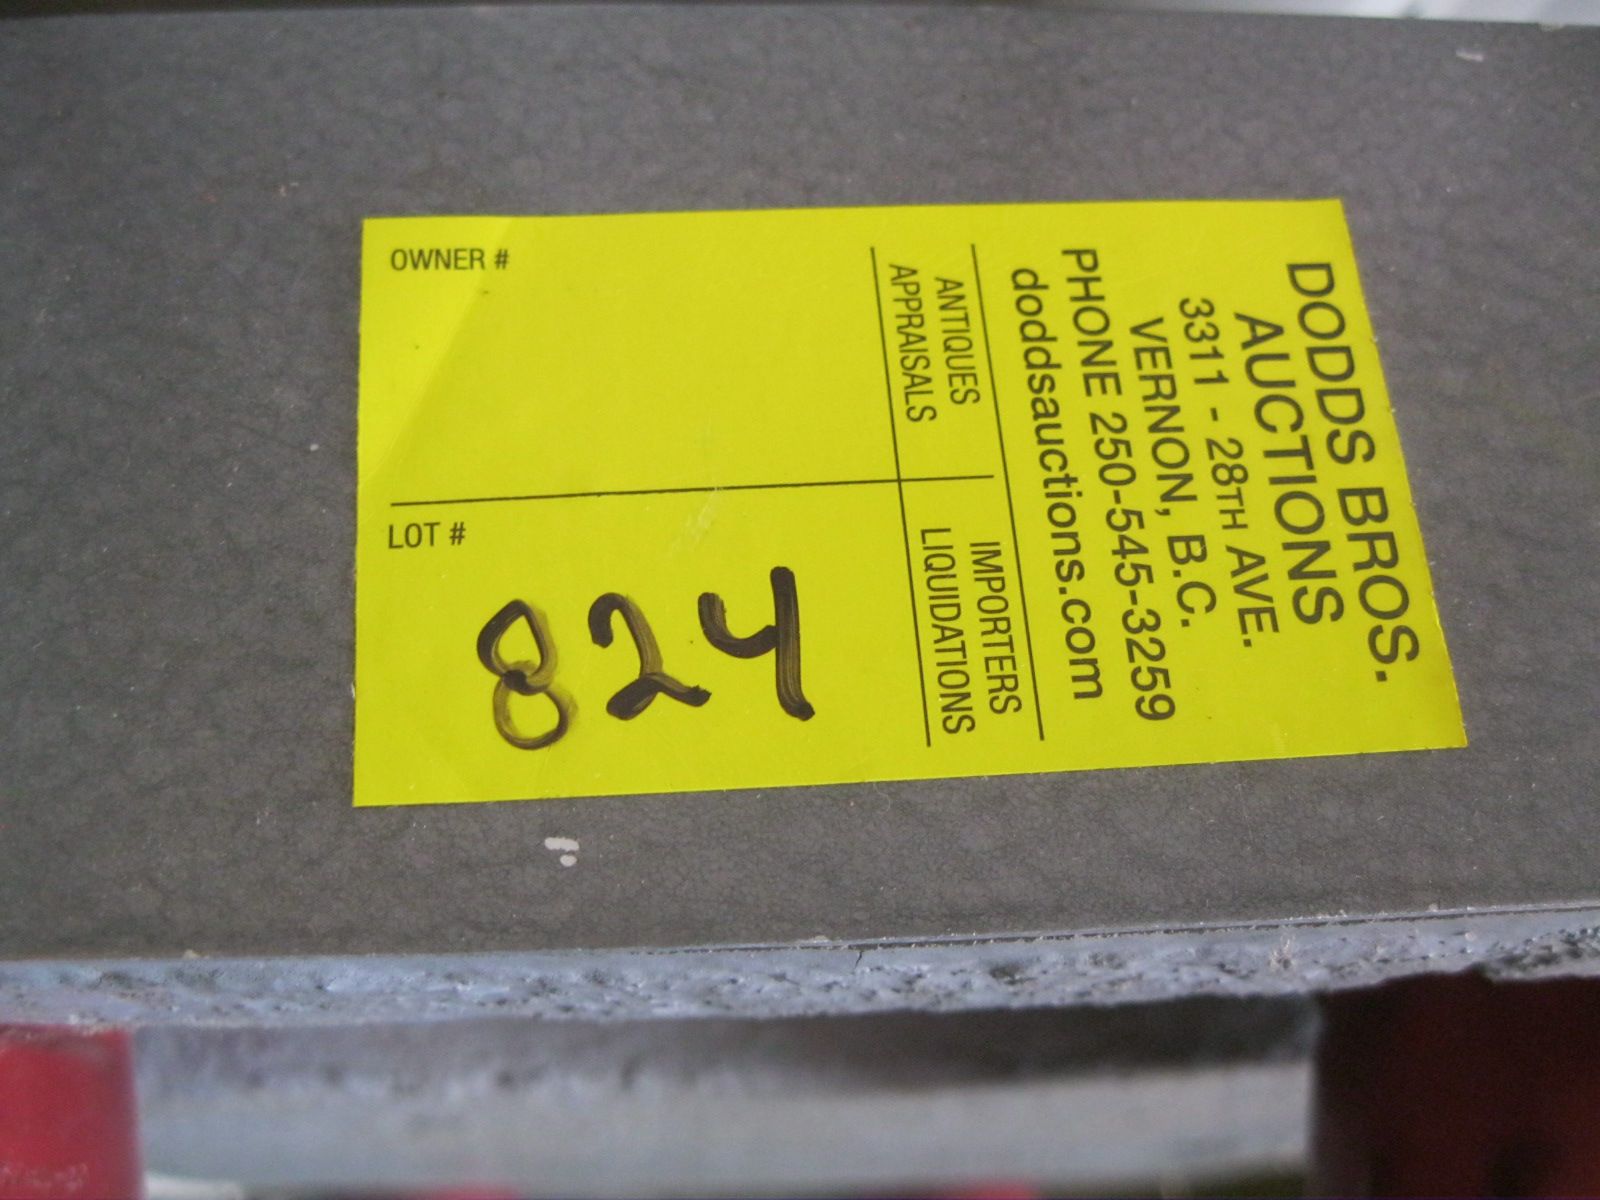 DODDS BROS.
AUCTIONS
3311 - 28TH AVE.
VERNON, B.C.
PHONE 250-545-3259
doddsauctions.com
ANTIQUES
APPRAISALS
IMPORTERS
LIQUIDATIONS
OWNER #
LOT #
824